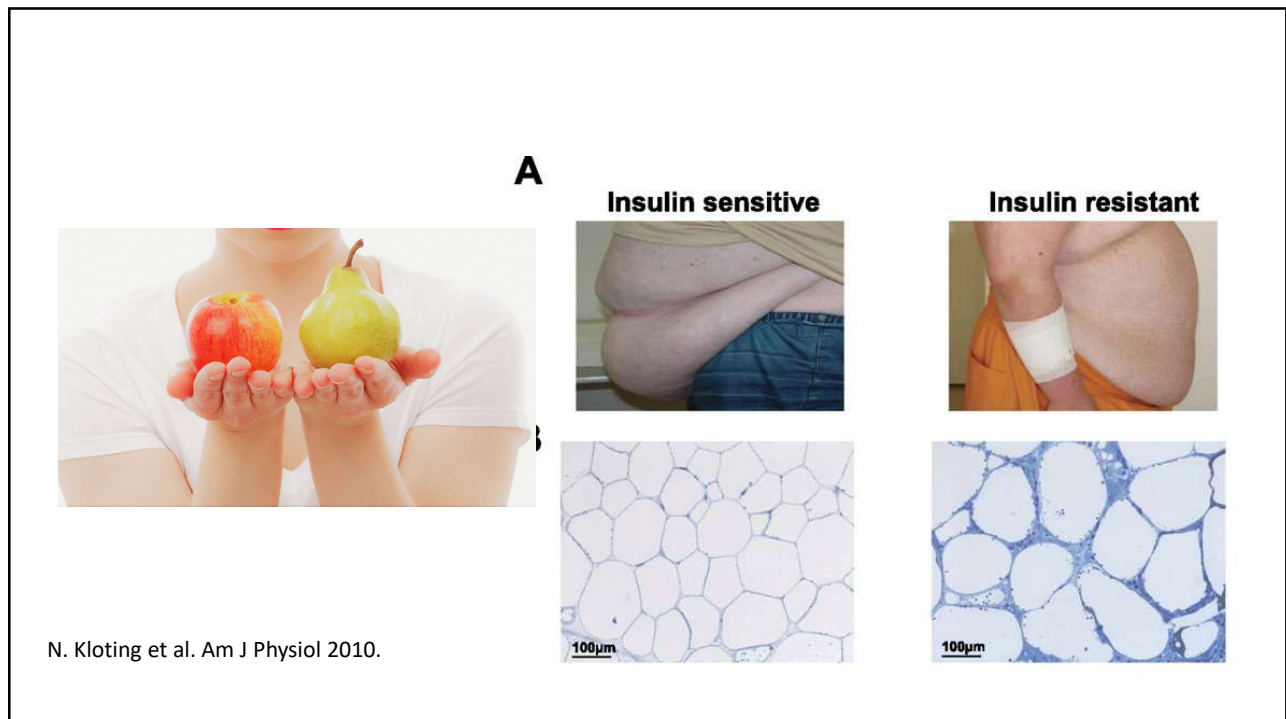 A
Insulin sensitive
Insulin resistant
B
100µm
100µm
N. Kloting et al. Am J Physiol 2010.